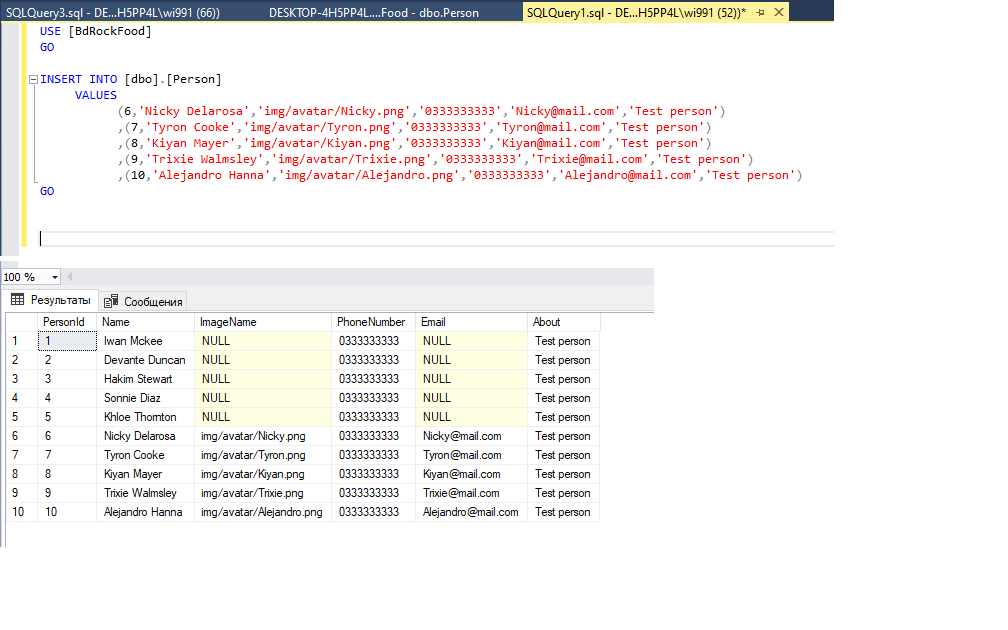 SQLQuery3.sql - DE...H5PP4L\wi991 (66)) DESKTOP-4H5PP4L....Food - dbo.Person SQLQuery1.sql - DE...H5PP4L\wi991 (52))*
USE [BdRockFood]
GO
INSERT INTO [dbo].[Person]
VALUES
(6,'Nicky Delarosa','img/avatar/Nicky.png','0333333333','Nicky@mail.com','Test person')
,(7,'Tyron Cooke','img/avatar/Tyron.png','0333333333','Tyron@mail.com','Test person')
,(8,'Kiyan Mayer','img/avatar/Kiyan.png','0333333333','Kiyan@mail.com','Test person')
,(9,'Trixie Walmsley','img/avatar/Trixie.png','0333333333','Trixie@mail.com','Test person')
,(10,'Alejandro Hanna','img/avatar/Alejandro.png','0333333333','Alejandro@mail.com','Test person')
GO
100 %
Результаты Сообщения
PersonId Name ImageName PhoneNumber Email About
1 1 Iwan Mckee NULL 0333333333 NULL Test person
2 2 Devante Duncan NULL 0333333333 NULL Test person
3 3 Hakim Stewart NULL 0333333333 NULL Test person
4 4 Sonnie Diaz NULL 0333333333 NULL Test person
5 5 Khloe Thornton NULL 0333333333 NULL Test person
6 6 Nicky Delarosa img/avatar/Nicky.png 0333333333 Nicky@mail.com Test person
7 7 Tyron Cooke img/avatar/Tyron.png 0333333333 Tyron@mail.com Test person
8 8 Kiyan Mayer img/avatar/Kiyan.png 0333333333 Kiyan@mail.com Test person
9 9 Trixie Walmsley img/avatar/Trixie.png 0333333333 Trixie@mail.com Test person
10 10 Alejandro Hanna img/avatar/Alejandro.png 0333333333 Alejandro@mail.com Test person